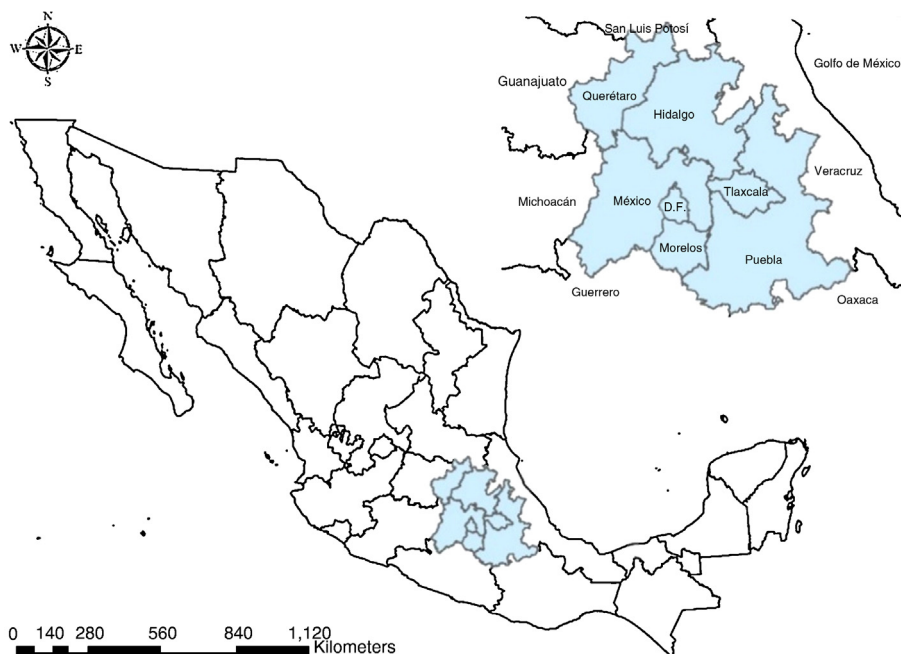 N
W E
S
San Luis Potosí
Golfo de México
Guanajuato
Querétaro
Hidalgo
Veracruz
Tlaxcala
Michoacán
México
D.F.
Morelos
Puebla
Guerrero
Oaxaca
0 140 280 560 840 1,120
Kilometers